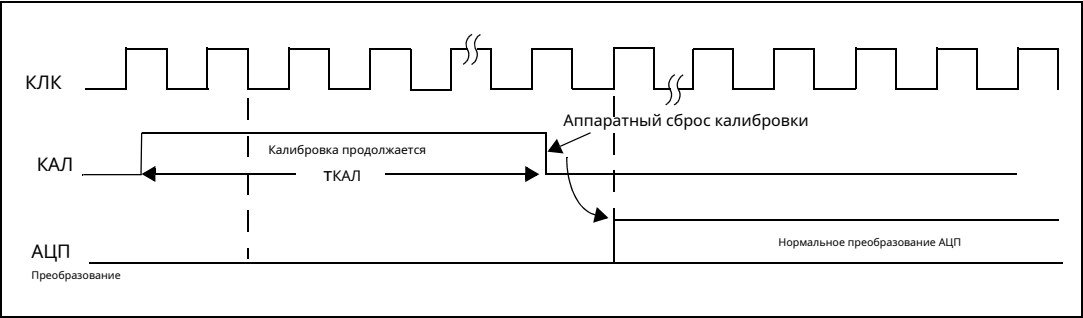 КЛК
Аппаратный сброс калибровки
Калибровка продолжается
КАЛ
тКАЛ
АЦП
Нормальное преобразование АЦП
Преобразование